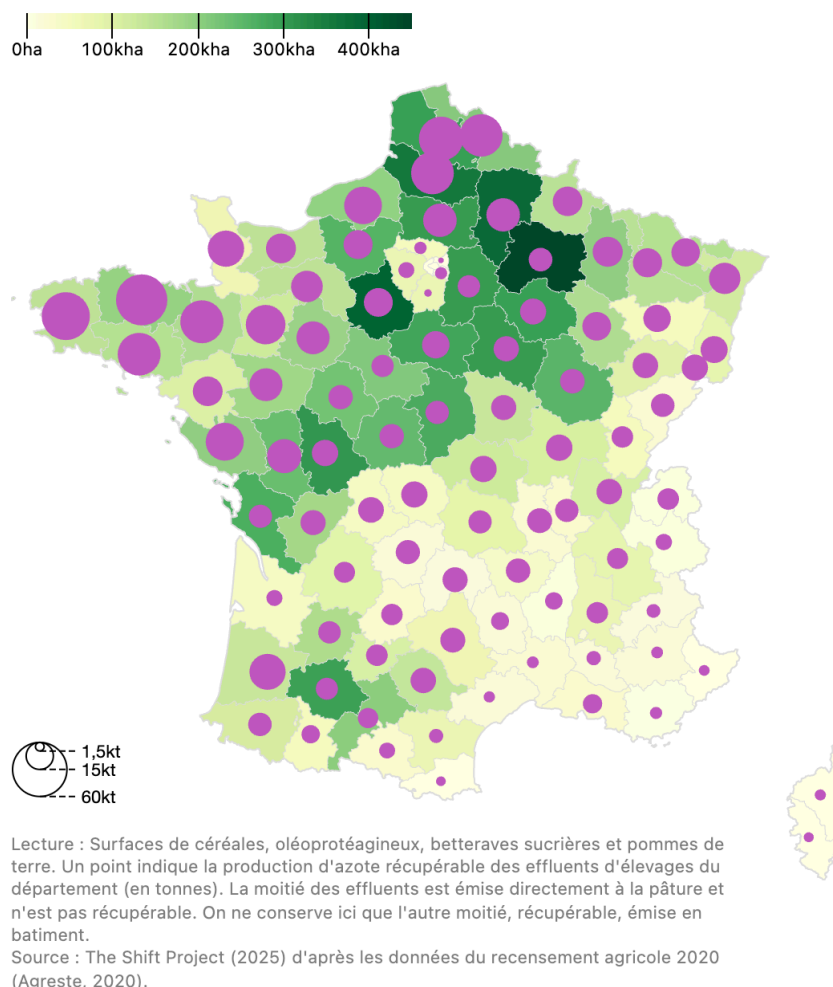 0ha 100kha 200kha 300kha 400kha
1,5kt
15kt
60kt
Lecture : Surfaces de céréales, oléoprotéagineux, betteraves sucrières et pommes de
terre. Un point indique la production d'azote récupérable des effluents d'élevages du
département (en tonnes). La moitié des effluents est émise directement à la pâture et
n'est pas récupérable. On ne conserve ici que l'autre moitié, récupérable, émise en
batiment.
Source : The Shift Project (2025) d'après les données du recensement agricole 2020
(Agreste, 2020).